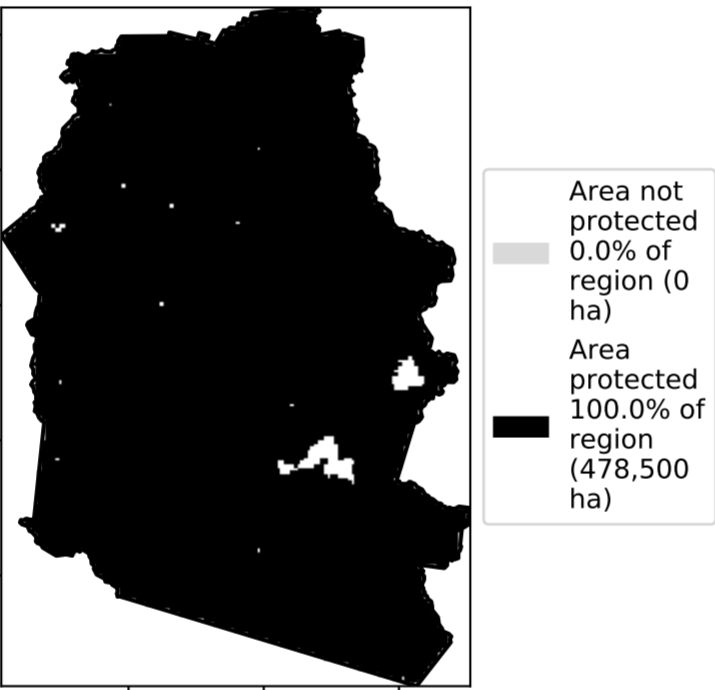 Area not
protected
0.0% of
region (0
ha)
Area
protected
100.0% of
region
(478,500
ha)